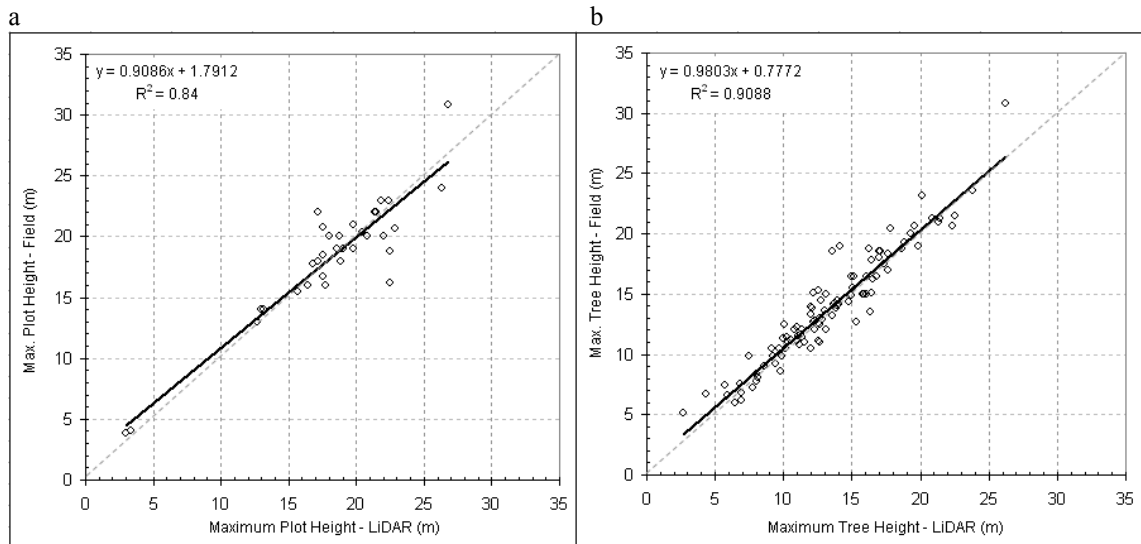 a
y = 0.9086x + 1.7912
R² = 0.84
35
30
25
20
15
10
5
0
Max. Plot Height - Field (m)
0 5 10 15 20 25 30 35
Maximum Plot Height - LiDAR (m)
b
y = 0.9803x + 0.7772
R² = 0.9088
35
30
25
20
15
10
5
0
Max. Tree Height - Field (m)
0 5 10 15 20 25 30 35
Maximum Tree Height - LiDAR (m)